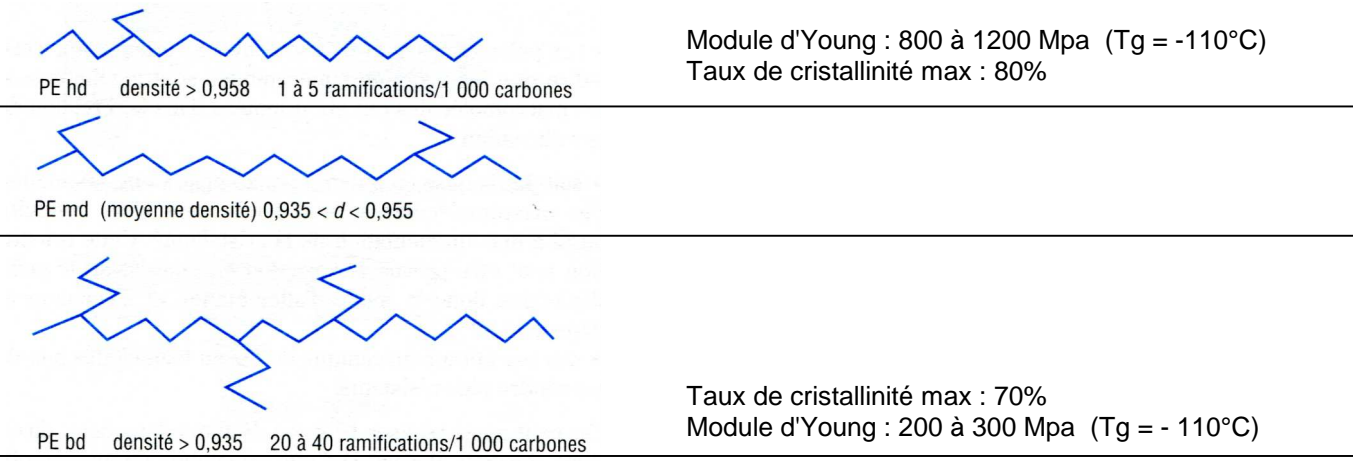 Module d'Young : 800 à 1200 Mpa  (Tg = -110°C)
Taux de cristallinité max : 80%
PE hd densité > 0,958 1 à 5 ramifications/1 000 carbones
PE md (moyenne densité) 0,935 < d < 0,955
Taux de cristallinité max : 70%
Module d'Young : 200 à 300 Mpa  (Tg = - 110°C)
PE bd densité > 0,935 20 à 40 ramifications/1 000 carbones